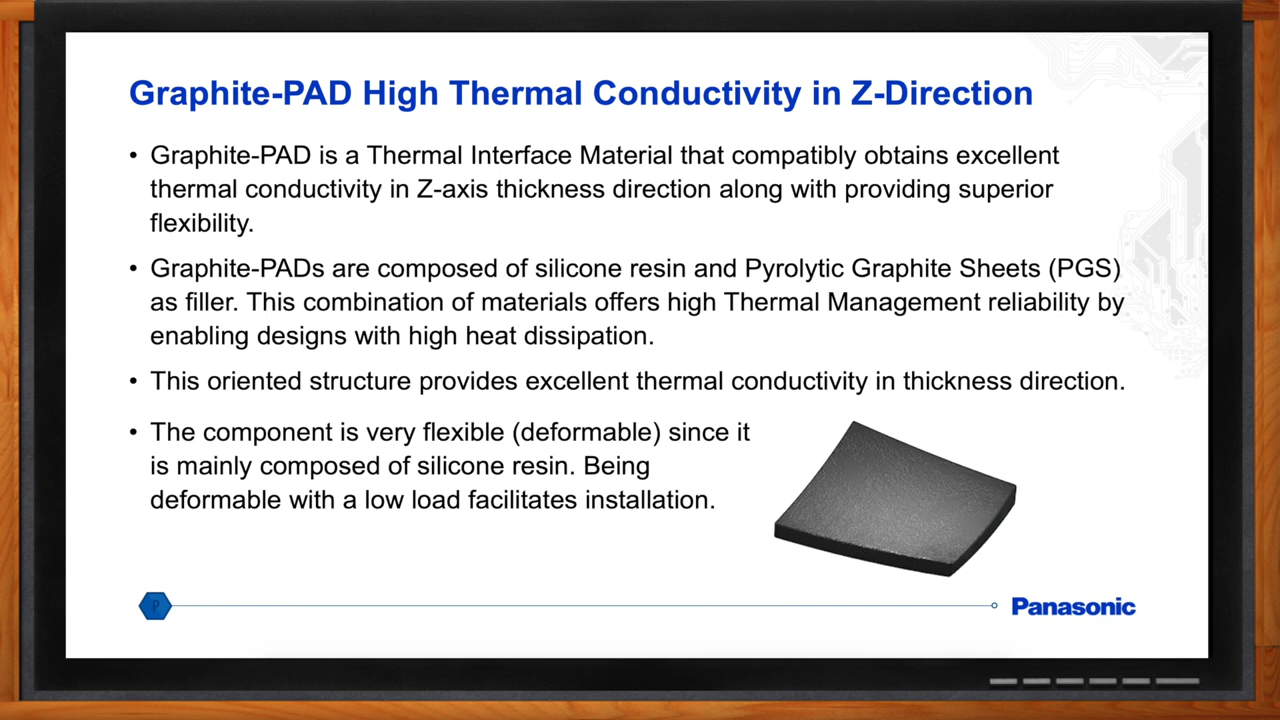 Graphite-PAD High Thermal Conductivity in Z-Direction
• Graphite-PAD is a Thermal Interface Material that compatibly obtains excellent
thermal conductivity in Z-axis thickness direction along with providing superior
flexibility.
• Graphite-PADs are composed of silicone resin and Pyrolytic Graphite Sheets (PGS)
as filler. This combination of materials offers high Thermal Management reliability by
enabling designs with high heat dissipation.
• This oriented structure provides excellent thermal conductivity in thickness direction.
• The component is very flexible (deformable) since it
is mainly composed of silicone resin. Being
deformable with a low load facilitates installation.
P
Panasonic